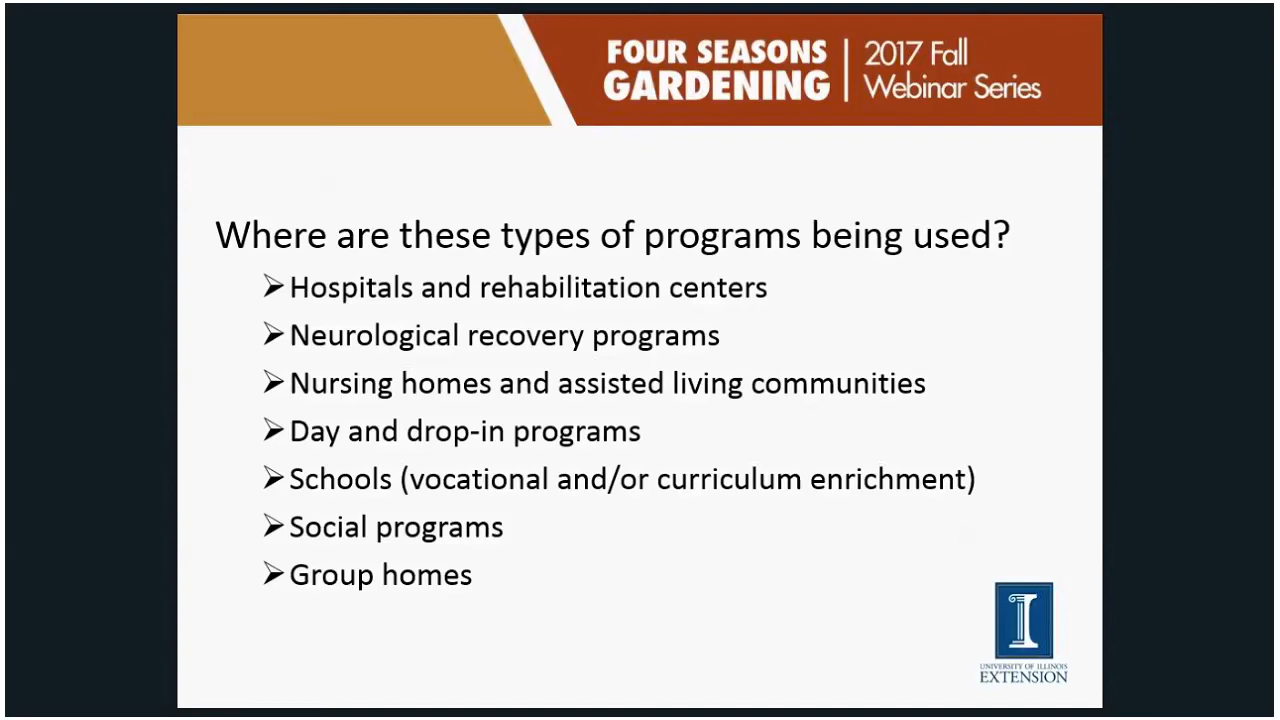 FOUR SEASONS
GARDENING
2017 Fall
Webinar Series
Where are these types of programs being used?
Hospitals and rehabilitation centers
Neurological recovery programs
Nursing homes and assisted living communities
Day and drop-in programs
Schools (vocational and/or curriculum enrichment)
Social programs
Group homes
I
UNIVERSITY OF ILLINOIS
EXTENSION